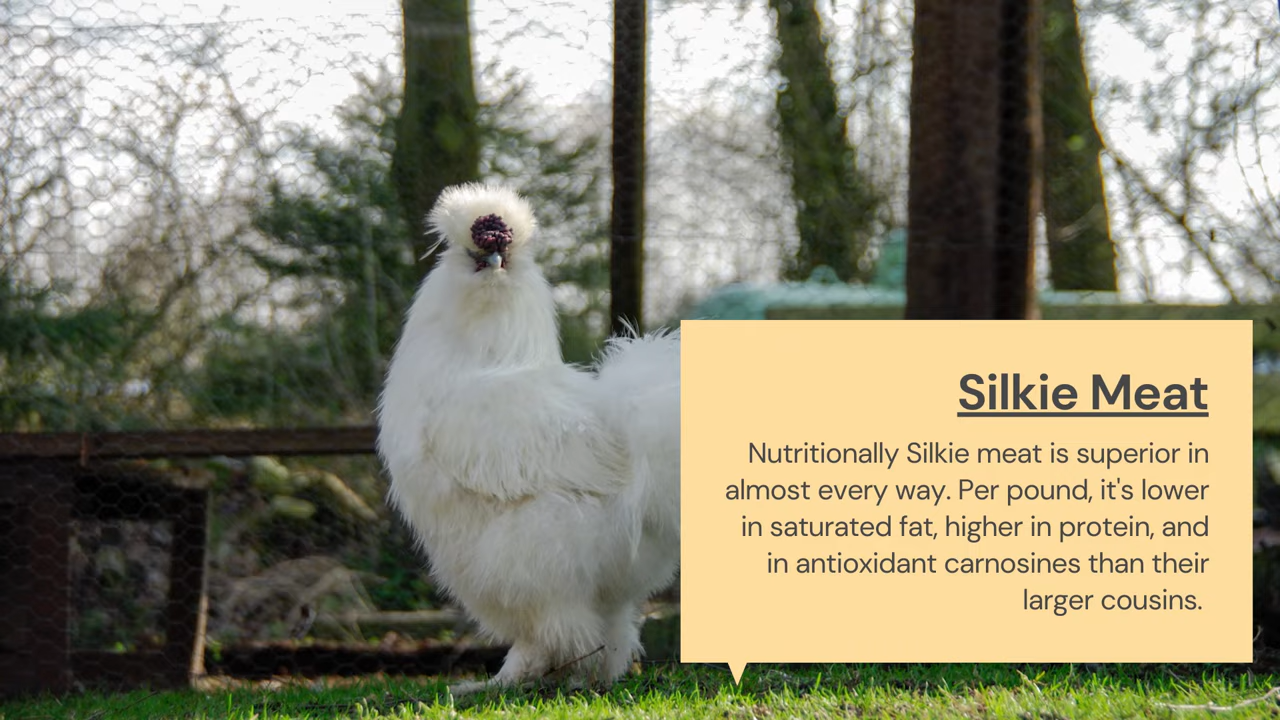 Silkie Meat
Nutritionally Silkie meat is superior in
almost every way. Per pound, it's lower
in saturated fat, higher in protein, and
in antioxidant carnosines than their
larger cousins.